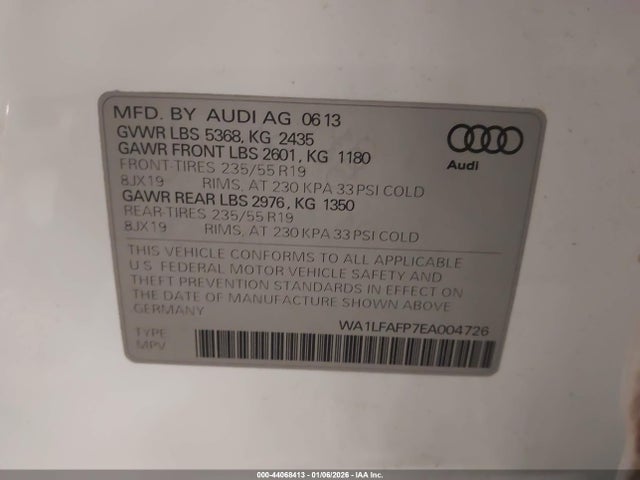 MFD. BY AUDI AG 0613
GVWR LBS 5368, KG 2435
GAWR FRONT LBS 2601, KG 1180
FRONT-TIRES 235/55 R19
8JX19 RIMS, AT 230 KPA 33 PSI COLD
GAWR REAR LBS 2976, KG 1350
REAR-TIRES 235/55 R19
8JX19 RIMS, AT 230 KPA 33 PSI COLD
Audi
THIS VEHICLE CONFORMS TO ALL APPLICABLE
U.S. FEDERAL MOTOR VEHICLE SAFETY AND
THEFT PREVENTION STANDARDS IN EFFECT ON
THE DATE OF MANUFACTURE SHOWN ABOVE
GERMANY
WA1LFAFP7EA004726
TYPE
MPV
000-44068413 - 01/06/2026 - IAA Inc.